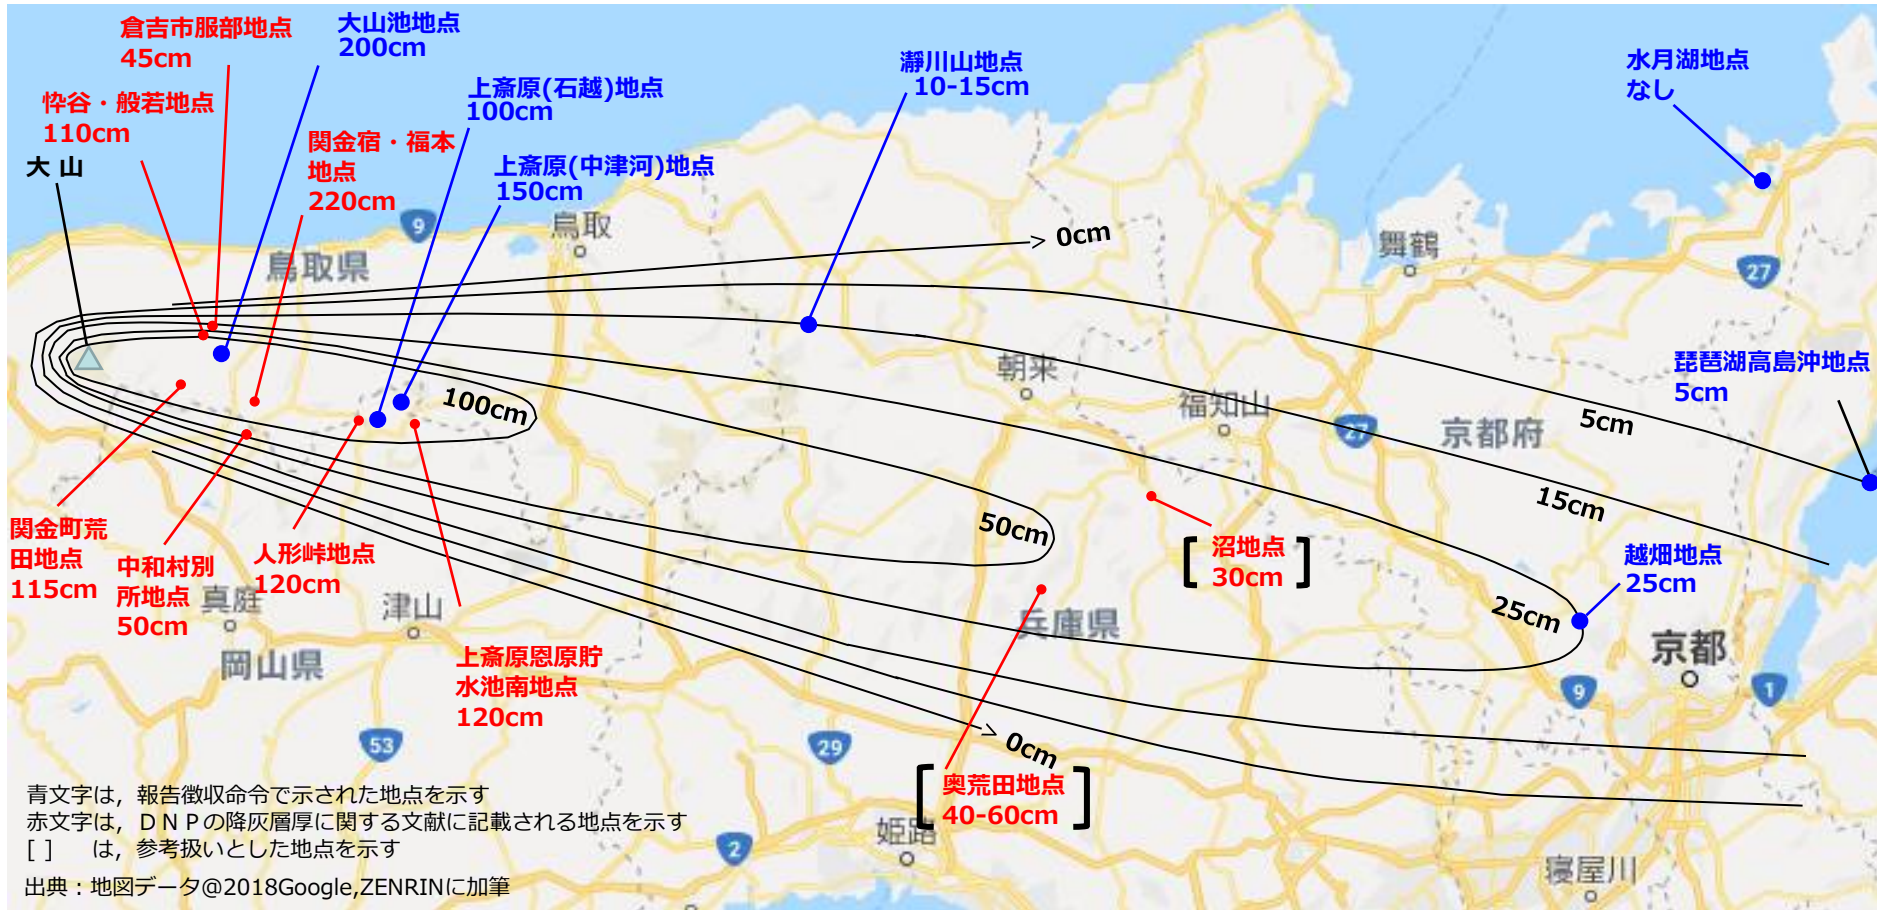 倉吉市服部地点
45cm
大山池地点
200cm
瀞川山地点
10-15cm
水月湖地点
なし
忰谷・般若地点
110cm
上斎原(石越)地点
100cm
関金宿・福本
地点
220cm
上斎原(中津河)地点
150cm
大 山
9
鳥取
鳥取県
> 0cm
舞鶴
27
朝来
福知山
27
京都府
琵琶湖高島沖地点
5cm
100cm
5cm
15cm
50cm
関金町荒
田地点
115cm
中和村別
所地点
50cm
人形峠地点
120cm
沼地点
30cm
[ ]
越畑地点
25cm
25cm
真庭
津山
岡山県
兵庫県
京都
上斎原恩原貯
水池南地点
120cm
9
1
53
29
> 0cm
奥荒田地点
40-60cm
[ ]
青文字は，報告徴収命令で示された地点を示す
赤文字は，ＤＮＰの降灰層厚に関する文献に記載される地点を示す
[ ] は，参考扱いとした地点を示す
出典：地図データ@2018Google,ZENRINに加筆
2
姫路
寝屋川